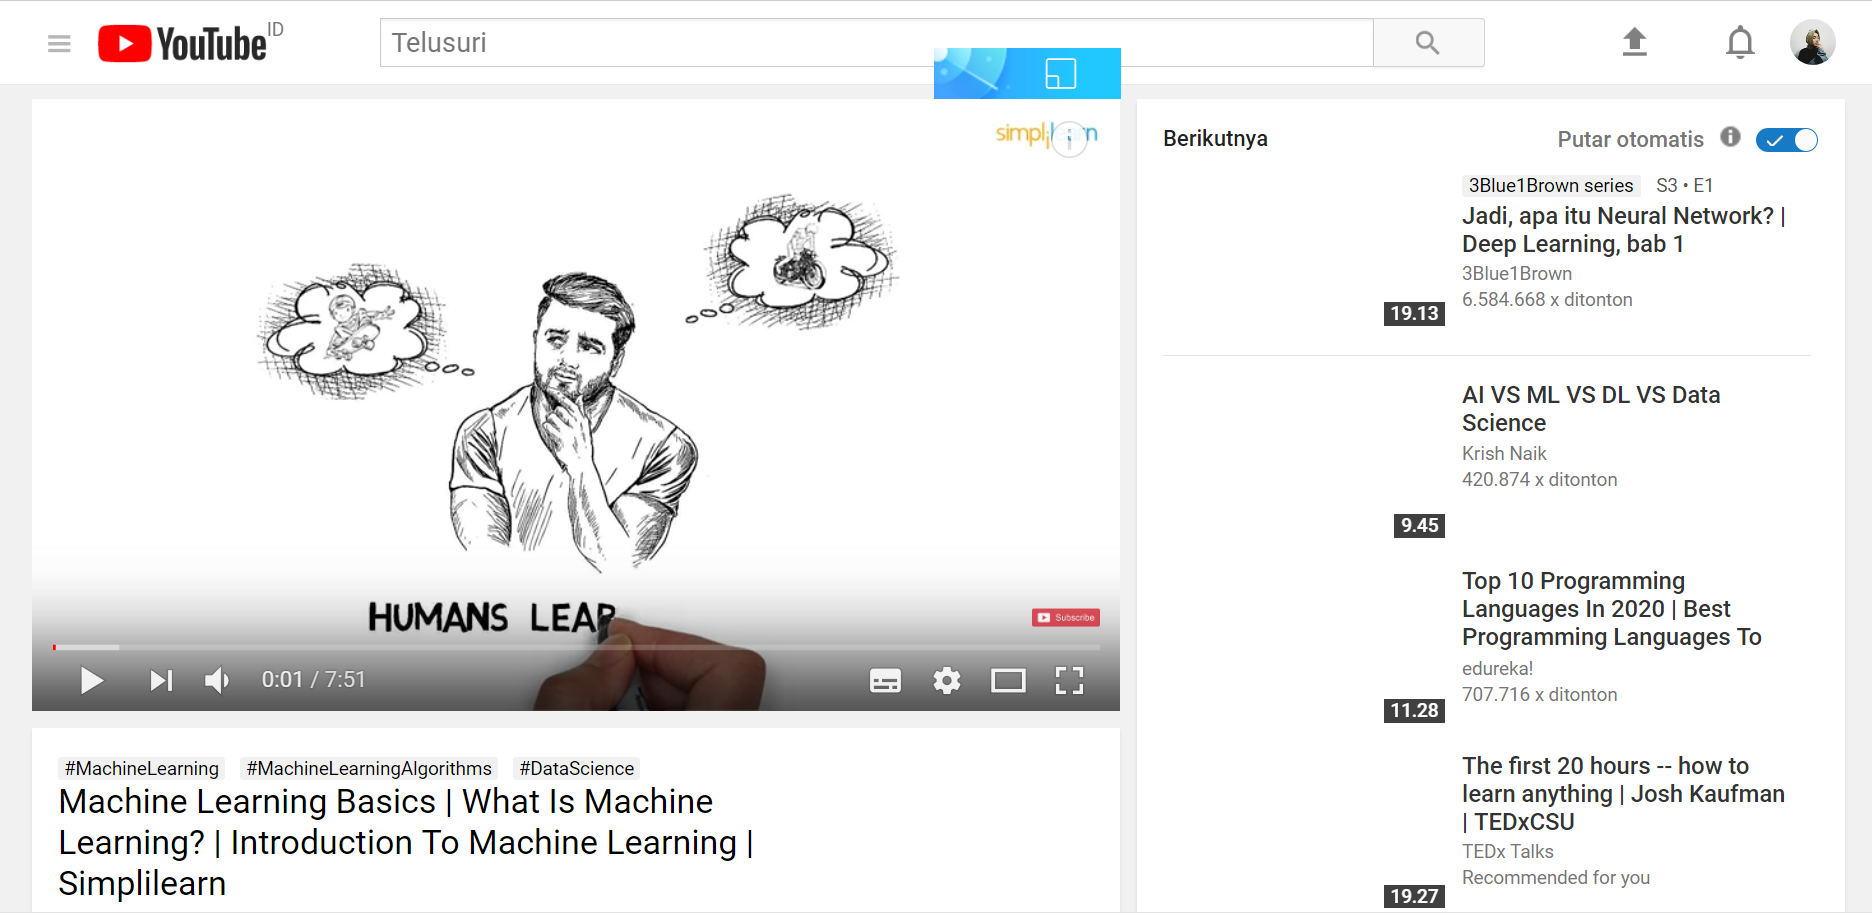 YouTube ID
Telusuri
simplilearn
HUMANS LEAR
Subscribe
0:01 / 7:51
#MachineLearning #MachineLearningAlgorithms #DataScience
Machine Learning Basics | What Is Machine
Learning? | Introduction To Machine Learning |
Simplilearn
Berikutnya
Putar otomatis
3Blue1Brown series S3 • E1
Jadi, apa itu Neural Network? |
Deep Learning, bab 1
3Blue1Brown
6.584.668 x ditonton
19.13
AI VS ML VS DL VS Data
Science
Krish Naik
420.874 x ditonton
9.45
Top 10 Programming
Languages In 2020 | Best
Programming Languages To
edureka!
707.716 x ditonton
11.28
The first 20 hours -- how to
learn anything | Josh Kaufman
| TEDxCSU
TEDx Talks
Recommended for you
19.27